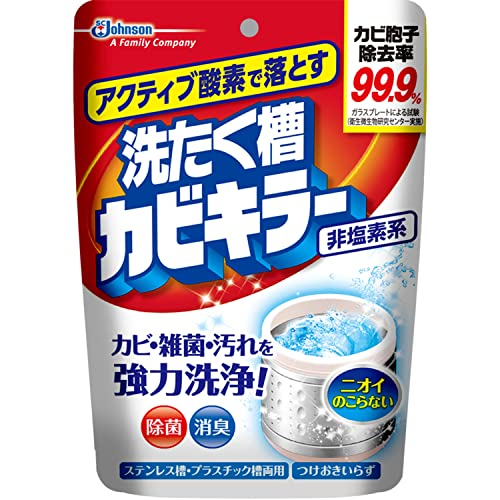 SC Johnson
A Family Company
カビ胞子
除去率
99.9%
ガラスプレートによる試験
(衛生微生物研究センター実施)
アクティブ酸素で落とす
洗たく槽
カビキラー
非塩素系
カビ・雑菌・汚れを
強力洗浄!
ニオイ
のこらない
除菌 消臭
ステンレス槽・プラスチック槽両用 つけおきいらず